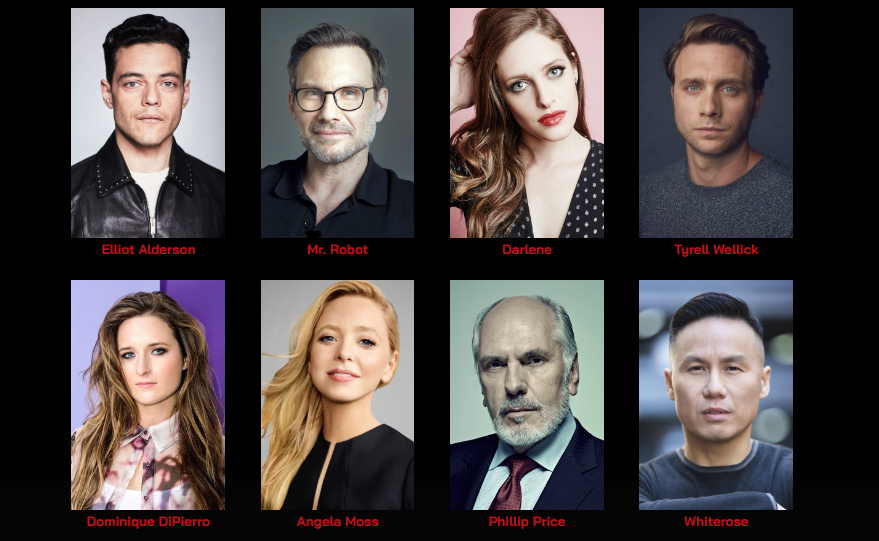 Elliot Alderson
Mr. Robot
Darlene
Tyrell Wellick
Dominique DiPierro
Angela Moss
Phillip Price
Whiterose